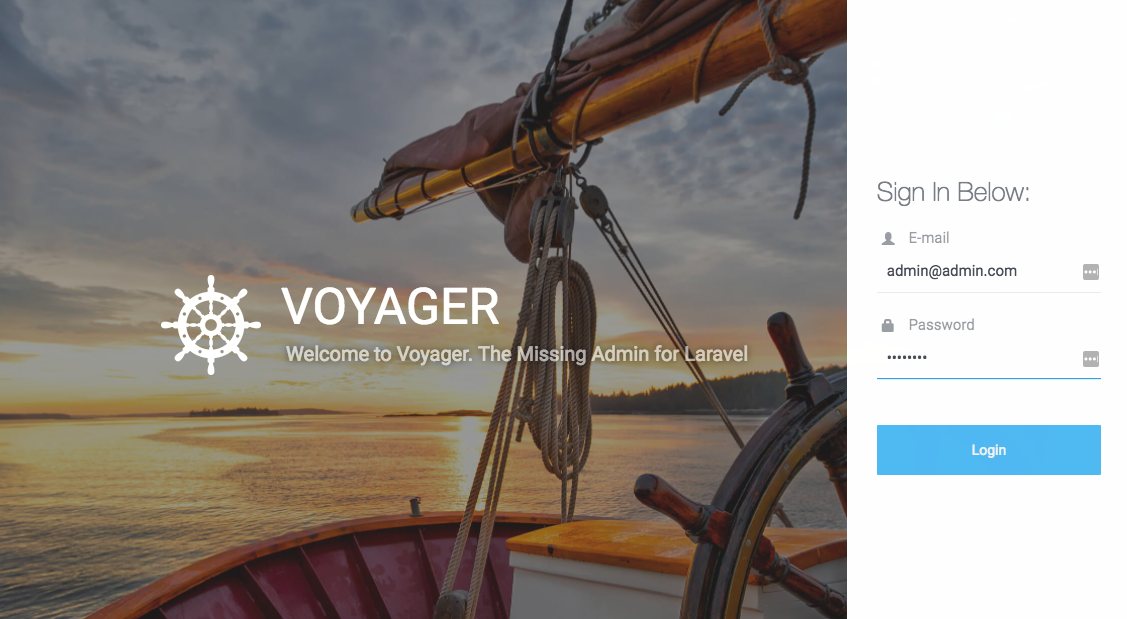 VOYAGER
Welcome to Voyager. The Missing Admin for Laravel
Sign In Below:
E-mail
admin@admin.com
Password
••••••••
Login